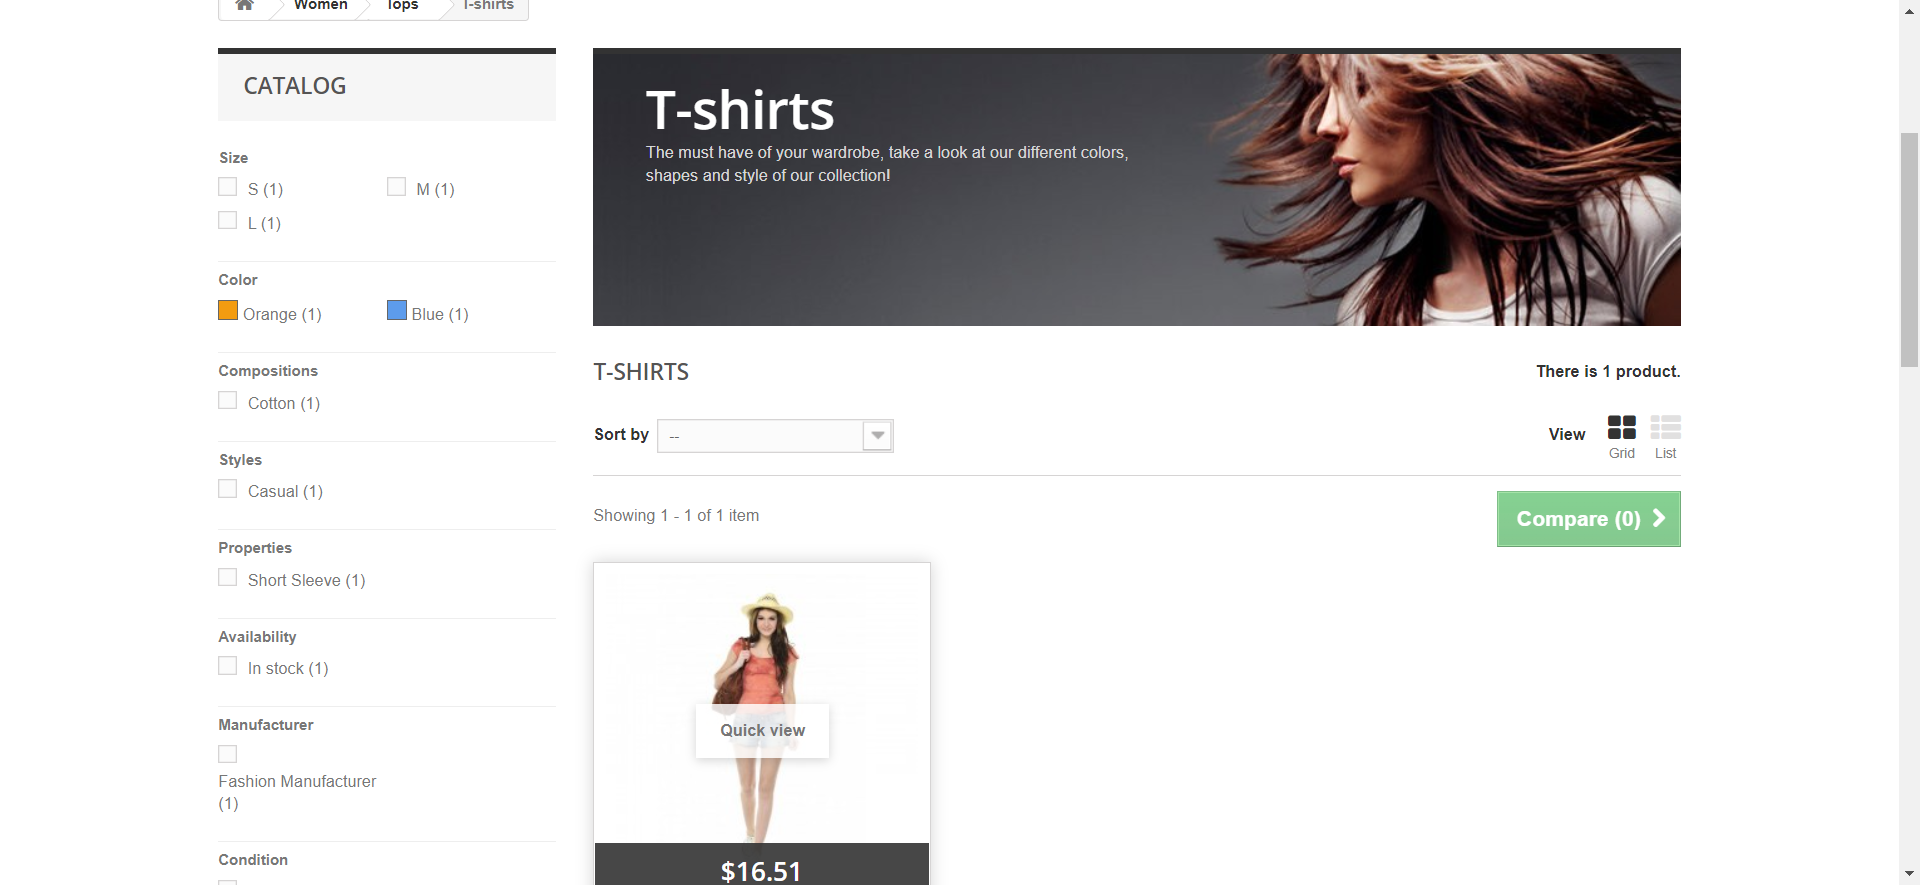 Women
Tops
T-shirts
CATALOG
Size
S (1)
M (1)
L (1)
Color
Orange (1)
Blue (1)
Compositions
Cotton (1)
Styles
Casual (1)
Properties
Short Sleeve (1)
Availability
In stock (1)
Manufacturer
Fashion Manufacturer
(1)
Condition
T-shirts
The must have of your wardrobe, take a look at our different colors,
shapes and style of our collection!
T-SHIRTS
There is 1 product.
Sort by
--
View
Grid
List
Showing 1 - 1 of 1 item
Compare (0)
Quick view
$16.51